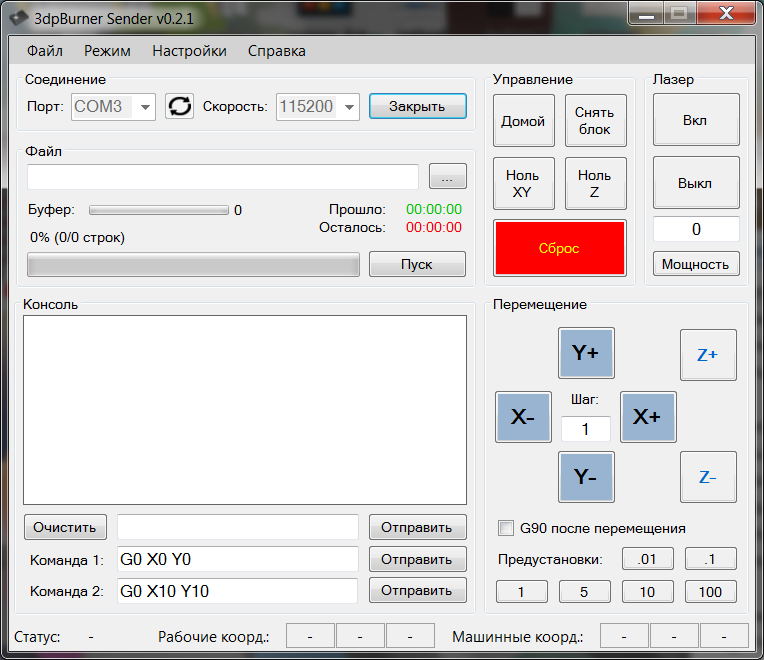 3dpBurner Sender v0.2.1
Файл Режим Настройки Справка
Соединение
Порт: COM3 Скорость: 115200 Закрыть
Файл
...
Буфер: 0 Прошло: 00:00:00
Осталось: 00:00:00
0% (0/0 строк)
Пуск
Управление
Домой
Снять
блок
Ноль
XY
Ноль
Z
Сброс
Лазер
Вкл
Выкл
0
Мощность
Консоль
Очистить Отправить
Команда 1: G0 X0 Y0 Отправить
Команда 2: G0 X10 Y10 Отправить
Перемещение
Y+ Z+
Шаг:
X- 1 X+
Y- Z-
G90 после перемещения
Предустановки: .01 .1
1 5 10 100
Статус: - Рабочие коорд.: - - - Машинные коорд.: - - -